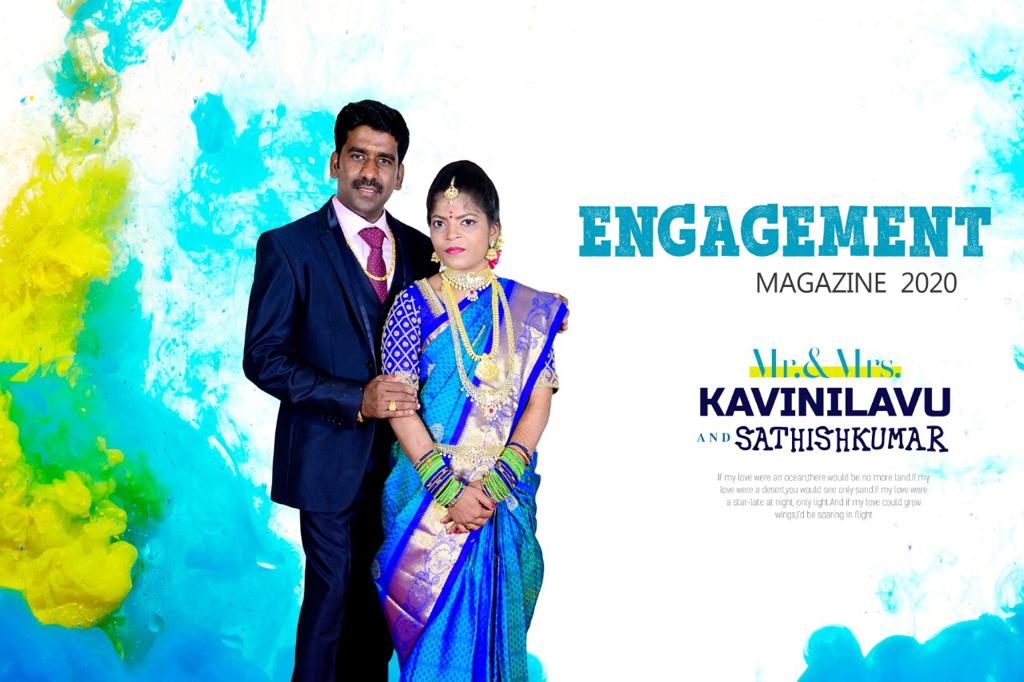 ENGAGEMENT
MAGAZINE 2020
Mr.& Mrs.
KAVINILAVU
AND SATHISHKUMAR
If my love were an ocean,there would be no more land.If my
love were a desert,you would see only sand.If my love were
a star-late at night, only light.And if my love could grow
wings,I'd be soaring in flight